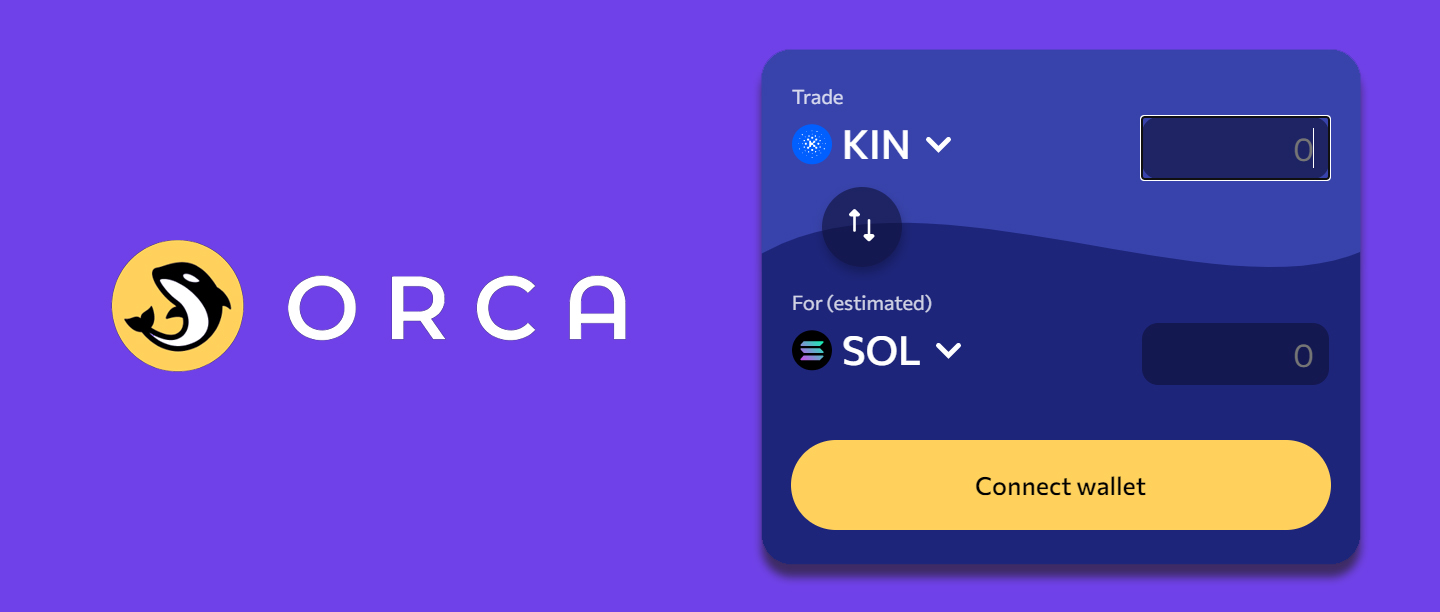 ORCA
Trade
KIN
0
For (estimated)
SOL
0
Connect wallet